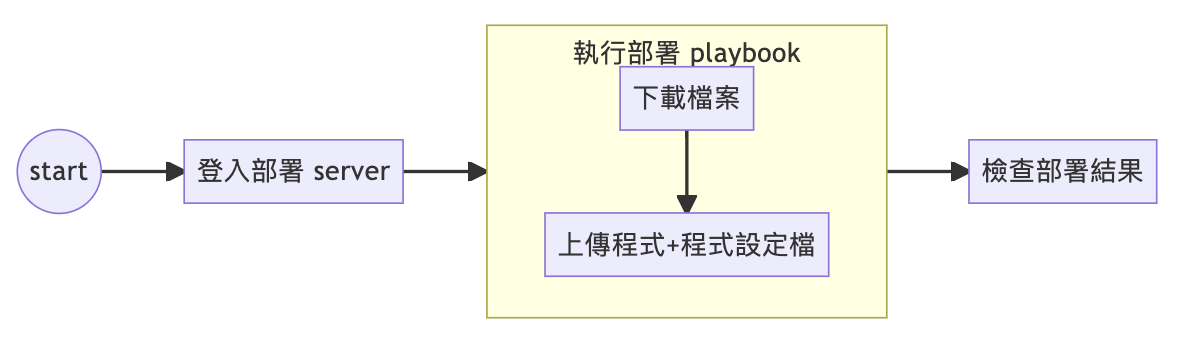 start
登入部署 server
執行部署 playbook
下載檔案
上傳程式+程式設定檔
檢查部署結果